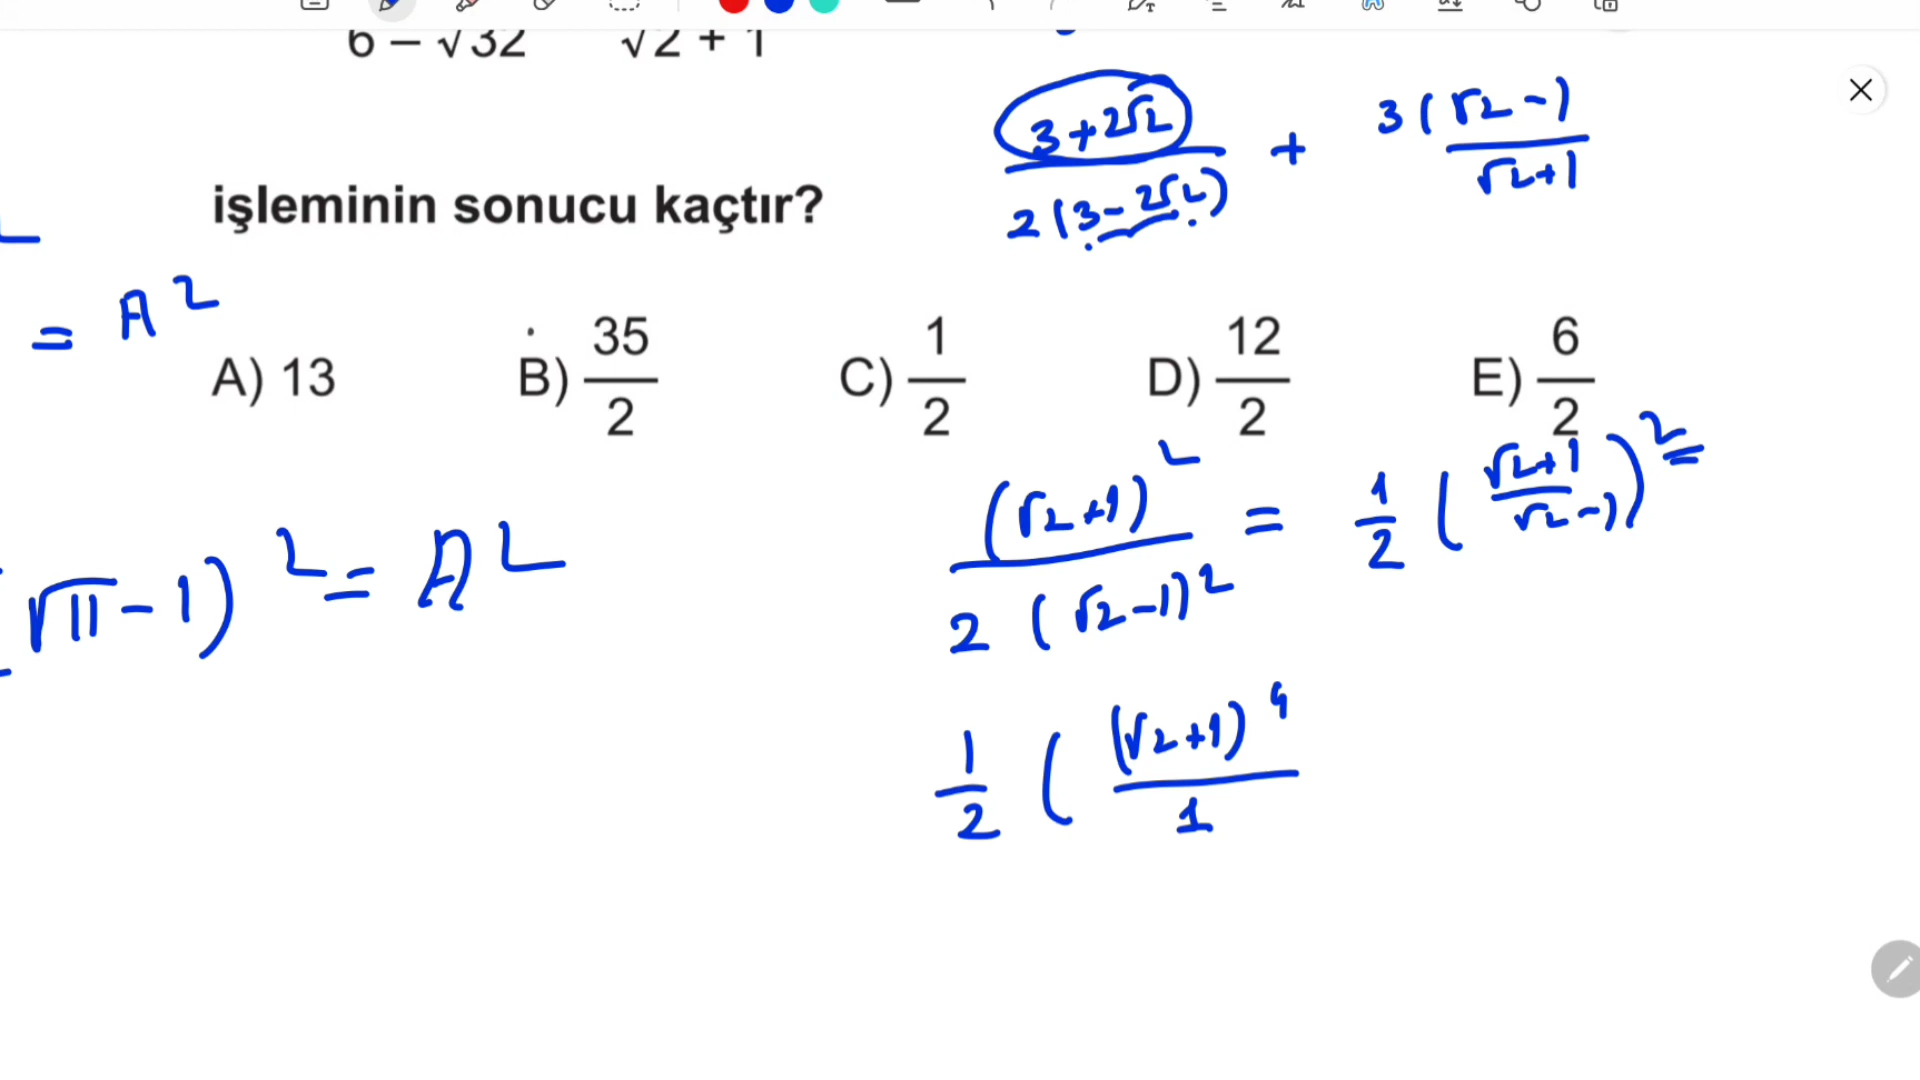 6 − √32 √2 + 1
3+2√2 / 2(3−2√2) + 3(√2−1) / √2+1
işleminin sonucu kaçtır?
= A²
A) 13 B) 35/2 C) 1/2 D) 12/2 E) 6/2
(√2+1)² / 2(√2−1)² = 1/2 (√2+1 / √2−1)²
√11−1)² = A²
1/2 ( (√2+1)⁴ / 1